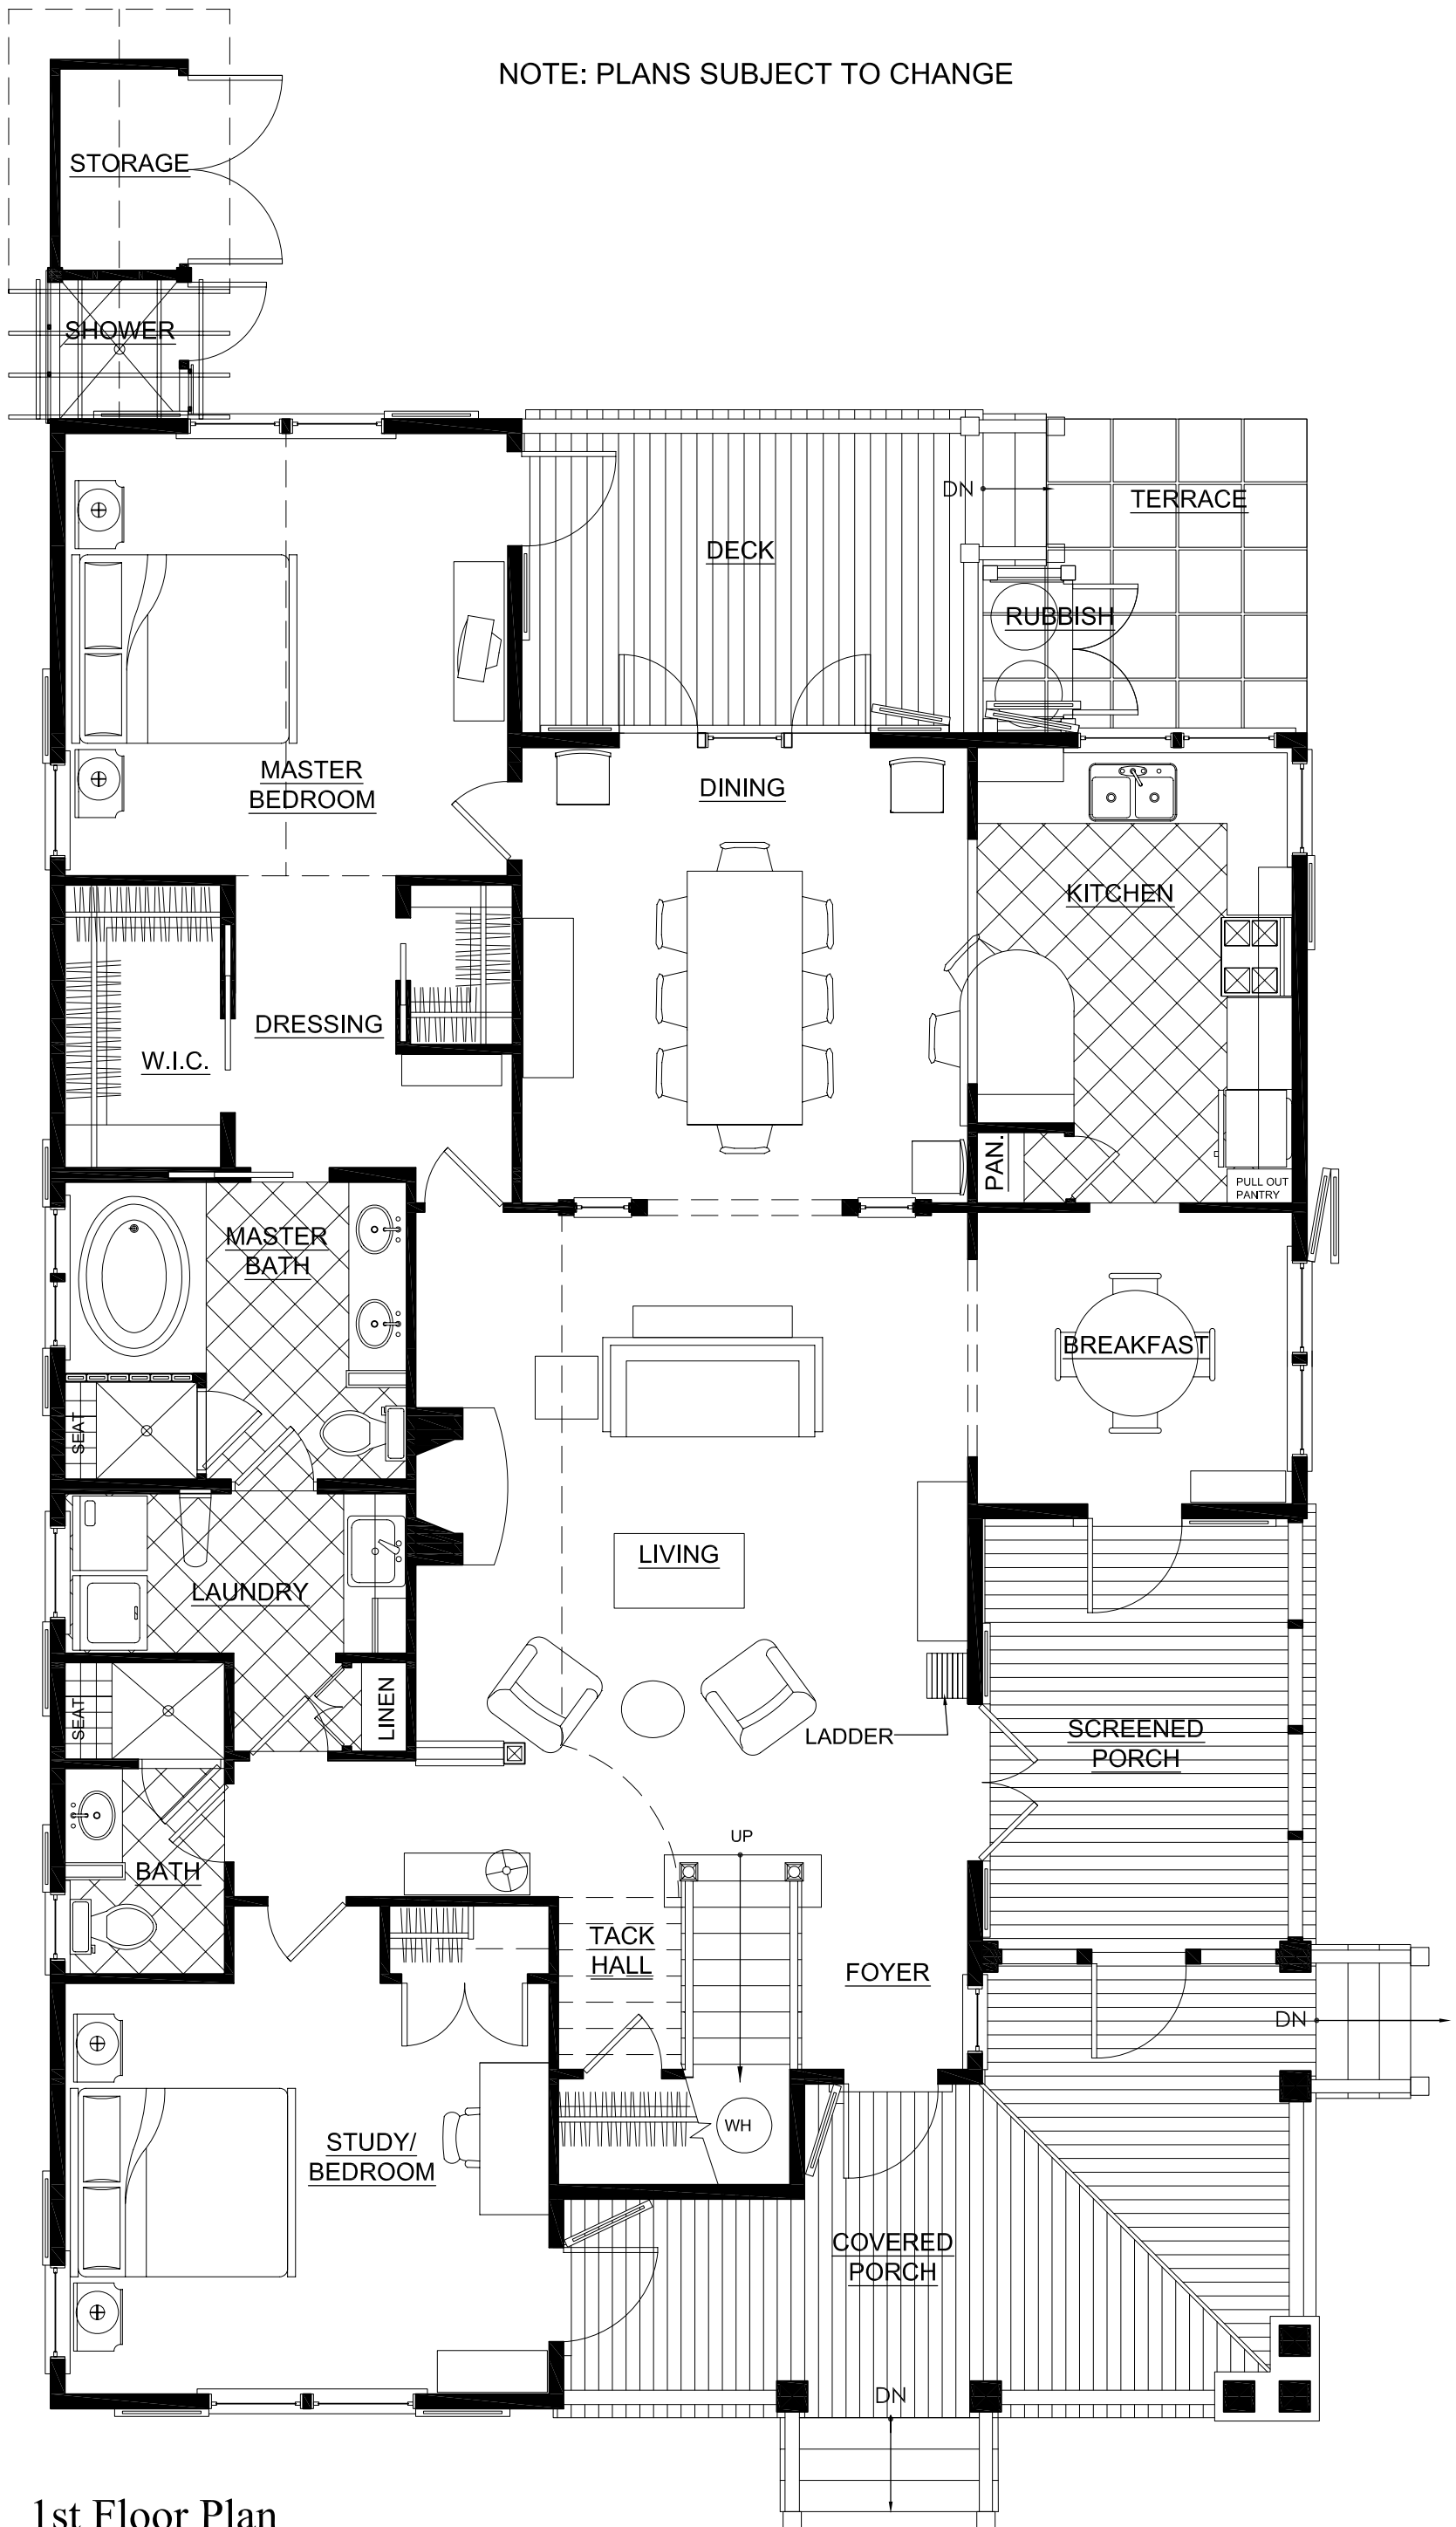 NOTE: PLANS SUBJECT TO CHANGE
STORAGE
SHOWER
DN
TERRACE
DECK
RUBBISH
MASTER
BEDROOM
DINING
KITCHEN
DRESSING
W.I.C.
PAN.
PULL OUT
PANTRY
MASTER
BATH
BREAKFAST
SEAT
LIVING
LAUNDRY
SEAT
LINEN
LADDER
SCREENED
PORCH
UP
BATH
TACK
HALL
FOYER
DN
WH
STUDY/
BEDROOM
COVERED
PORCH
DN
1st Floor Plan